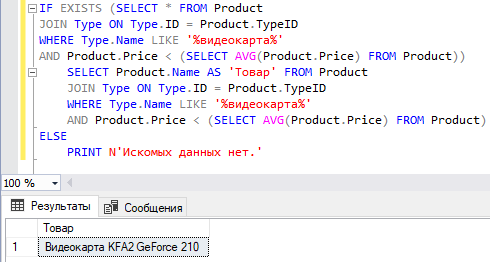 IF EXISTS (SELECT * FROM Product
JOIN Type ON Type.ID = Product.TypeID
WHERE Type.Name LIKE '%видеокарта%'
AND Product.Price < (SELECT AVG(Product.Price) FROM Product))
SELECT Product.Name AS 'Товар' FROM Product
JOIN Type ON Type.ID = Product.TypeID
WHERE Type.Name LIKE '%видеокарта%'
AND Product.Price < (SELECT AVG(Product.Price) FROM Product)
ELSE
PRINT N'Искомых данных нет.'
100 %
Результаты Сообщения
Товар
1 Видеокарта KFA2 GeForce 210